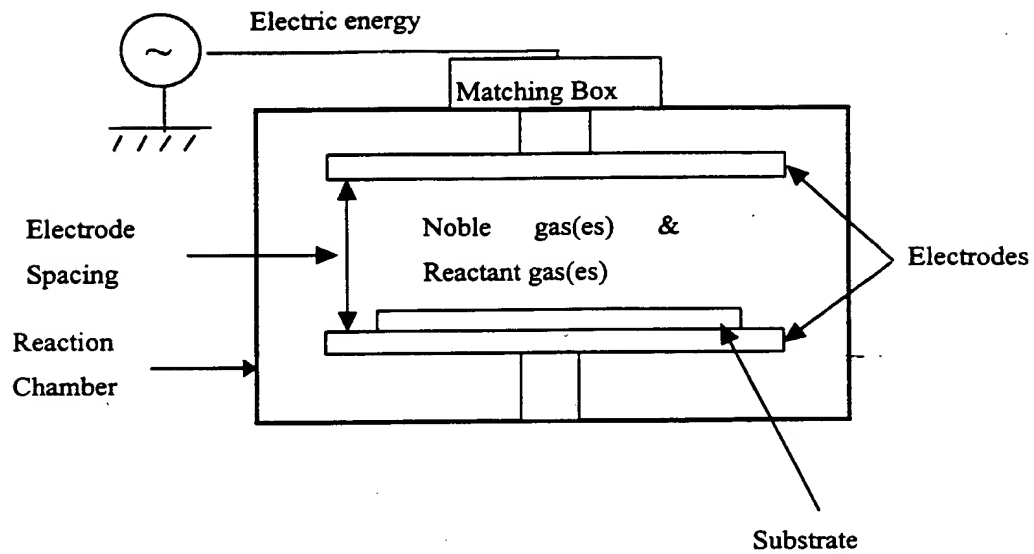 Electric energy
~
Matching Box
Electrode
Spacing
Noble gas(es) &
Reactant gas(es)
Electrodes
Reaction
Chamber
Substrate